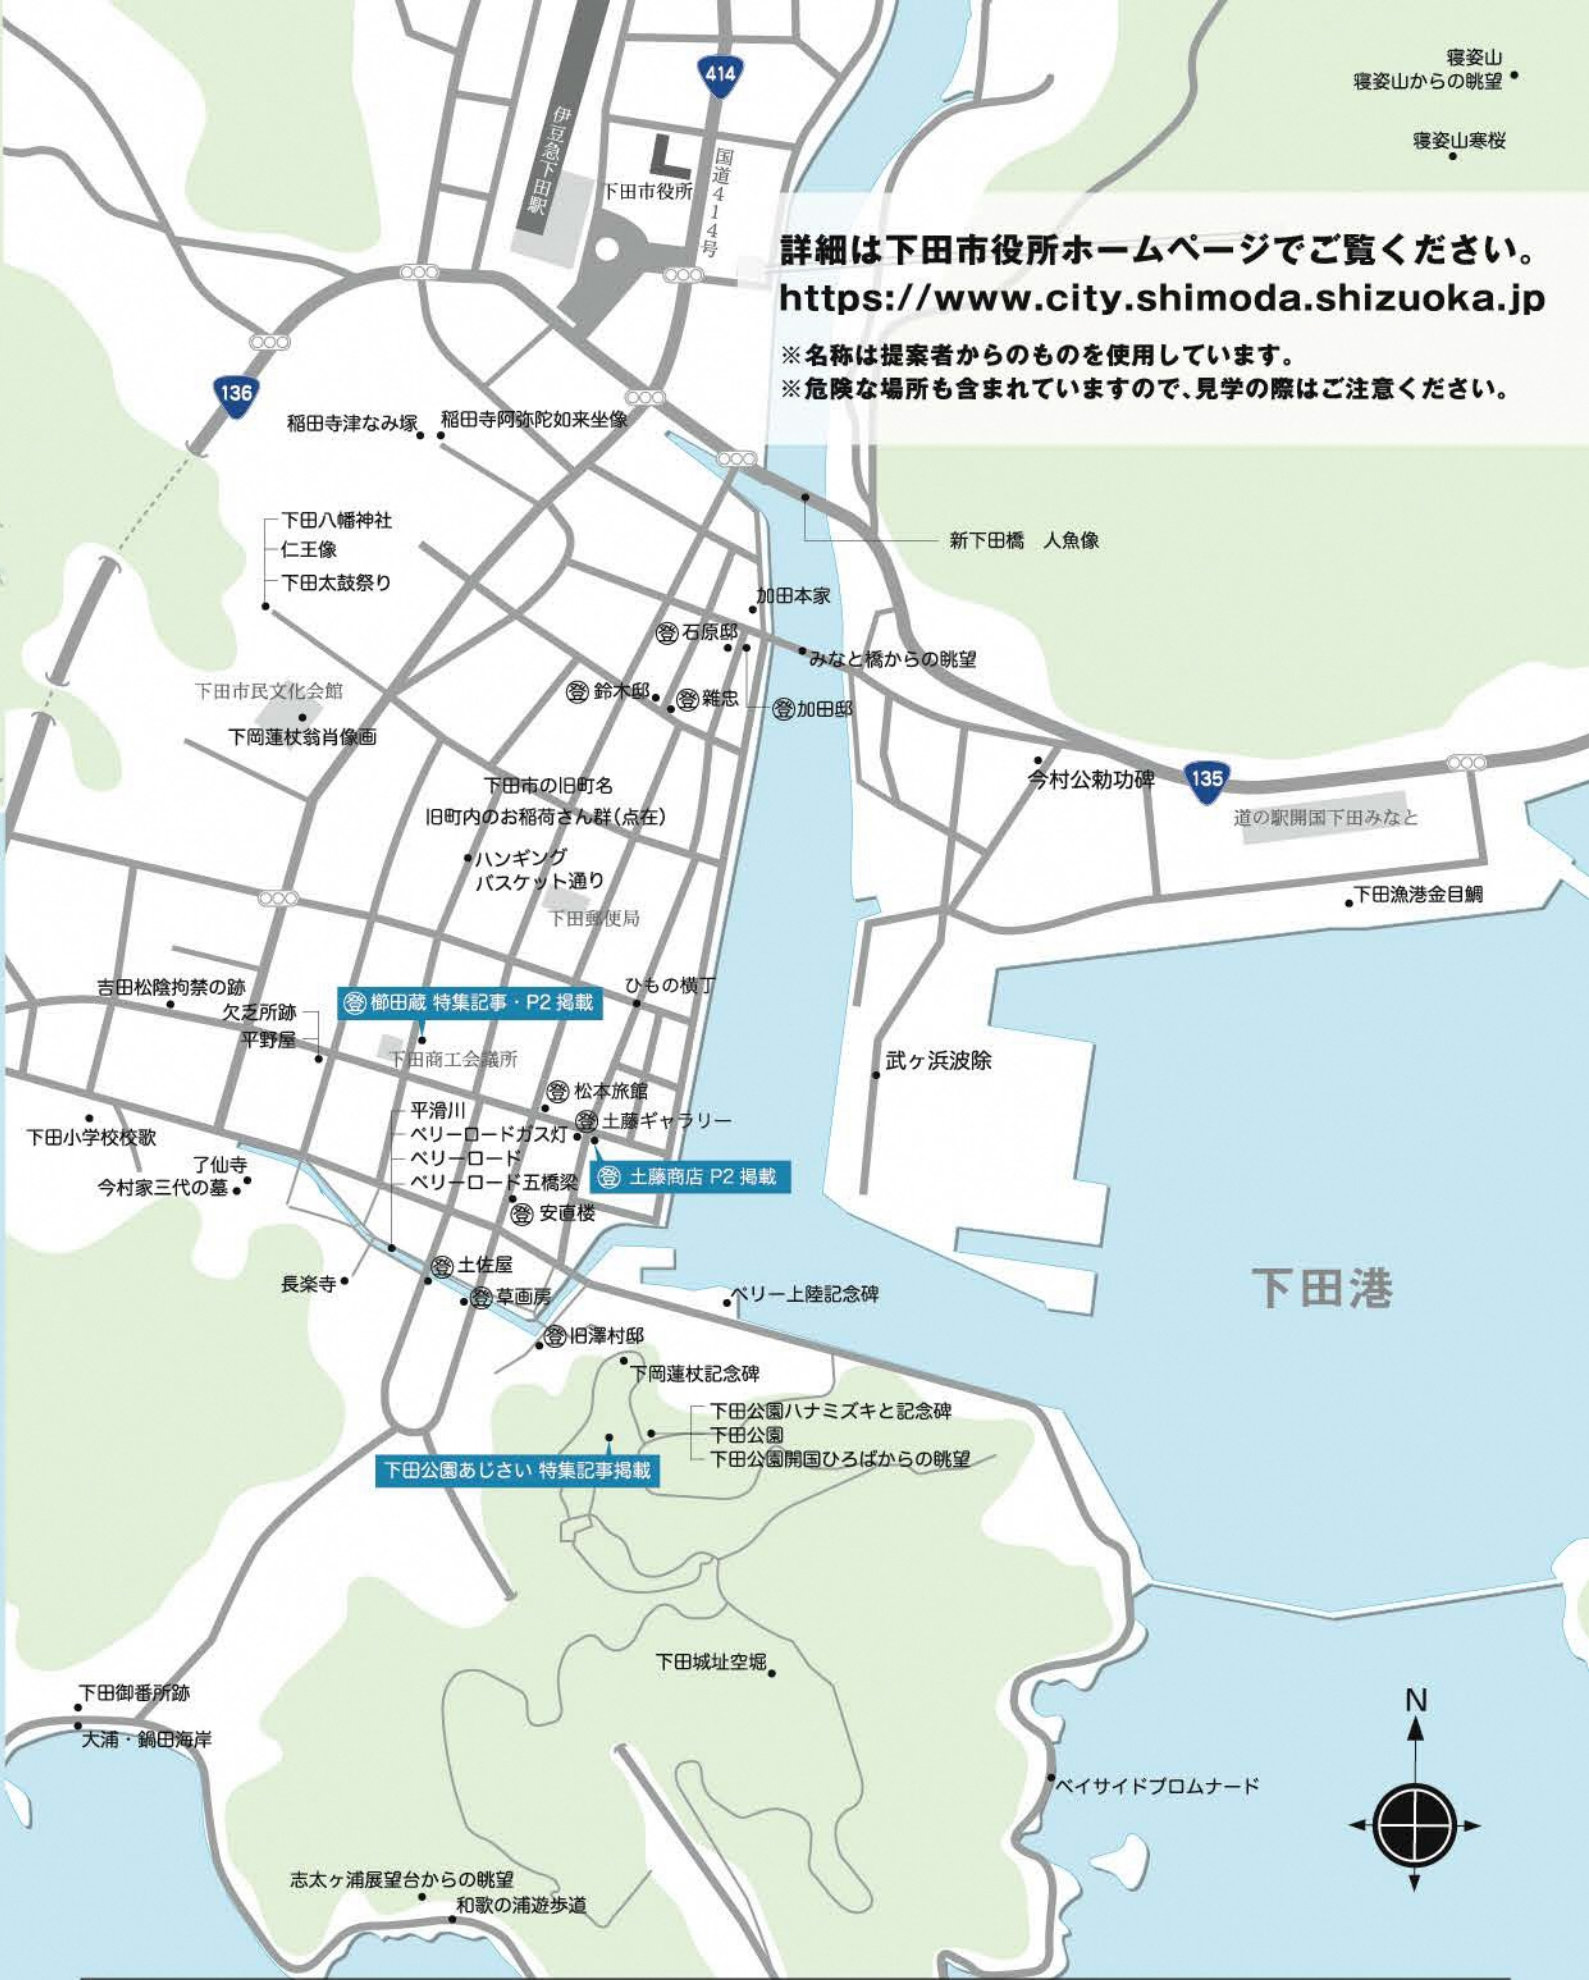 寝姿山
寝姿山からの眺望
寝姿山寒桜
414
伊豆急下田駅
下田市役所
国道414号
詳細は下田市役所ホームページでご覧ください。
https://www.city.shimoda.shizuoka.jp
※名称は提案者からのものを使用しています。
※危険な場所も含まれていますので、見学の際はご注意ください。
136
稲田寺津なみ塚
稲田寺阿弥陀如来坐像
下田八幡神社
仁王像
下田太鼓祭り
新下田橋 人魚像
加田本家
登 石原邸
みなと橋からの眺望
登 鈴木邸
登 雜忠
登 加田邸
下田市民文化会館
下岡蓮杖翁肖像画
今村公勅功碑
135
道の駅開国下田みなと
下田市の旧町名
旧町内のお稲荷さん群(点在)
ハンギング
バスケット通り
下田郵便局
下田漁港金目鯛
吉田松陰拘禁の跡
欠乏所跡
平野屋
登 櫛田蔵 特集記事・P2 掲載
ひもの横丁
下田商工会議所
武ヶ浜波除
登 松本旅館
登 土藤ギャラリー
平滑川
ペリーロードガス灯
ペリーロード
ペリーロード五橋梁
登 土藤商店 P2 掲載
登 安直楼
下田小学校校歌
了仙寺
今村家三代の墓
長楽寺
登 土佐屋
登 草画房
ペリー上陸記念碑
下田港
登 旧澤村邸
下岡蓮杖記念碑
下田公園ハナミズキと記念碑
下田公園
下田公園開国ひろばからの眺望
下田公園あじさい 特集記事掲載
下田城址空堀
下田御番所跡
大浦・鍋田海岸
N
ベイサイドプロムナード
志太ヶ浦展望台からの眺望
和歌の浦遊歩道